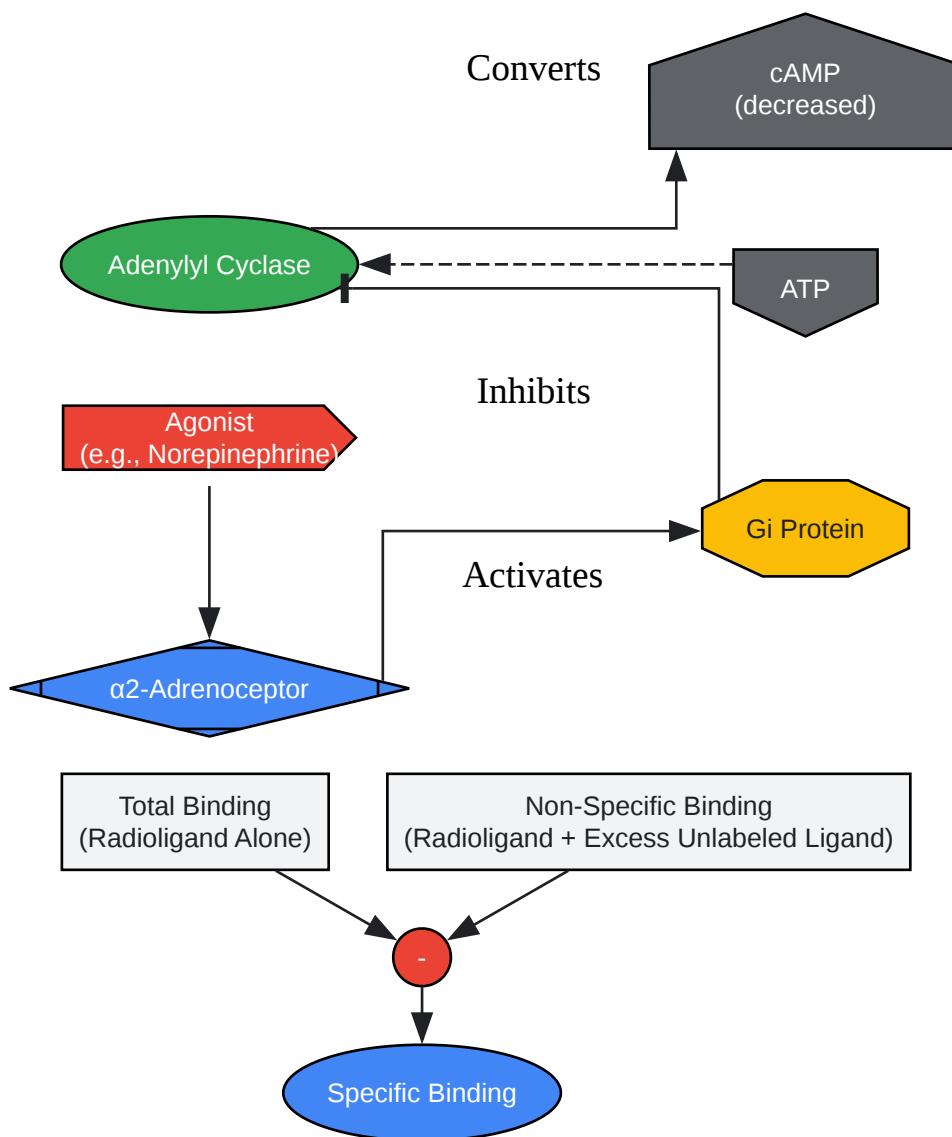 Converts
cAMP
(decreased)
Adenylyl Cyclase
ATP
Inhibits
Agonist
(e.g., Norepinephrine)
Gi Protein
Activates
α2-Adrenoceptor
Total Binding
(Radioligand Alone)
Non-Specific Binding
(Radioligand + Excess Unlabeled Ligand)
-
Specific Binding